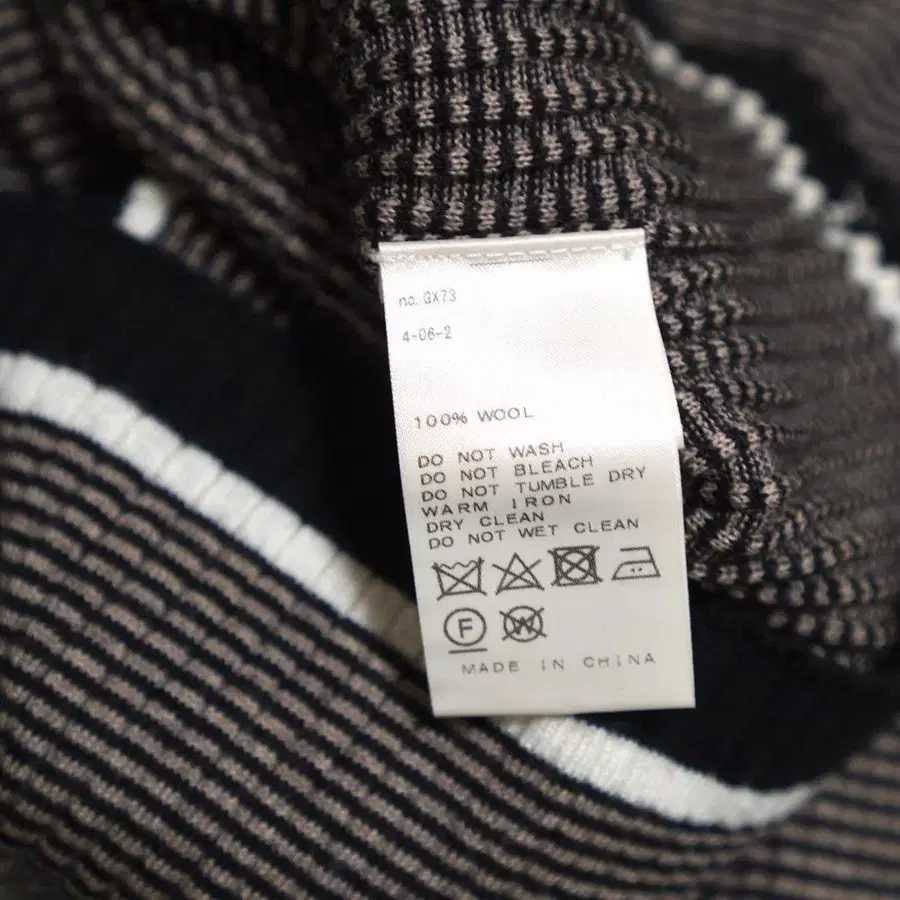 no. GX73
4-06-2
100% WOOL
DO NOT WASH
DO NOT BLEACH
DO NOT TUMBLE DRY
WARM IRON
DRY CLEAN
DO NOT WET CLEAN
F W
MADE IN CHINA